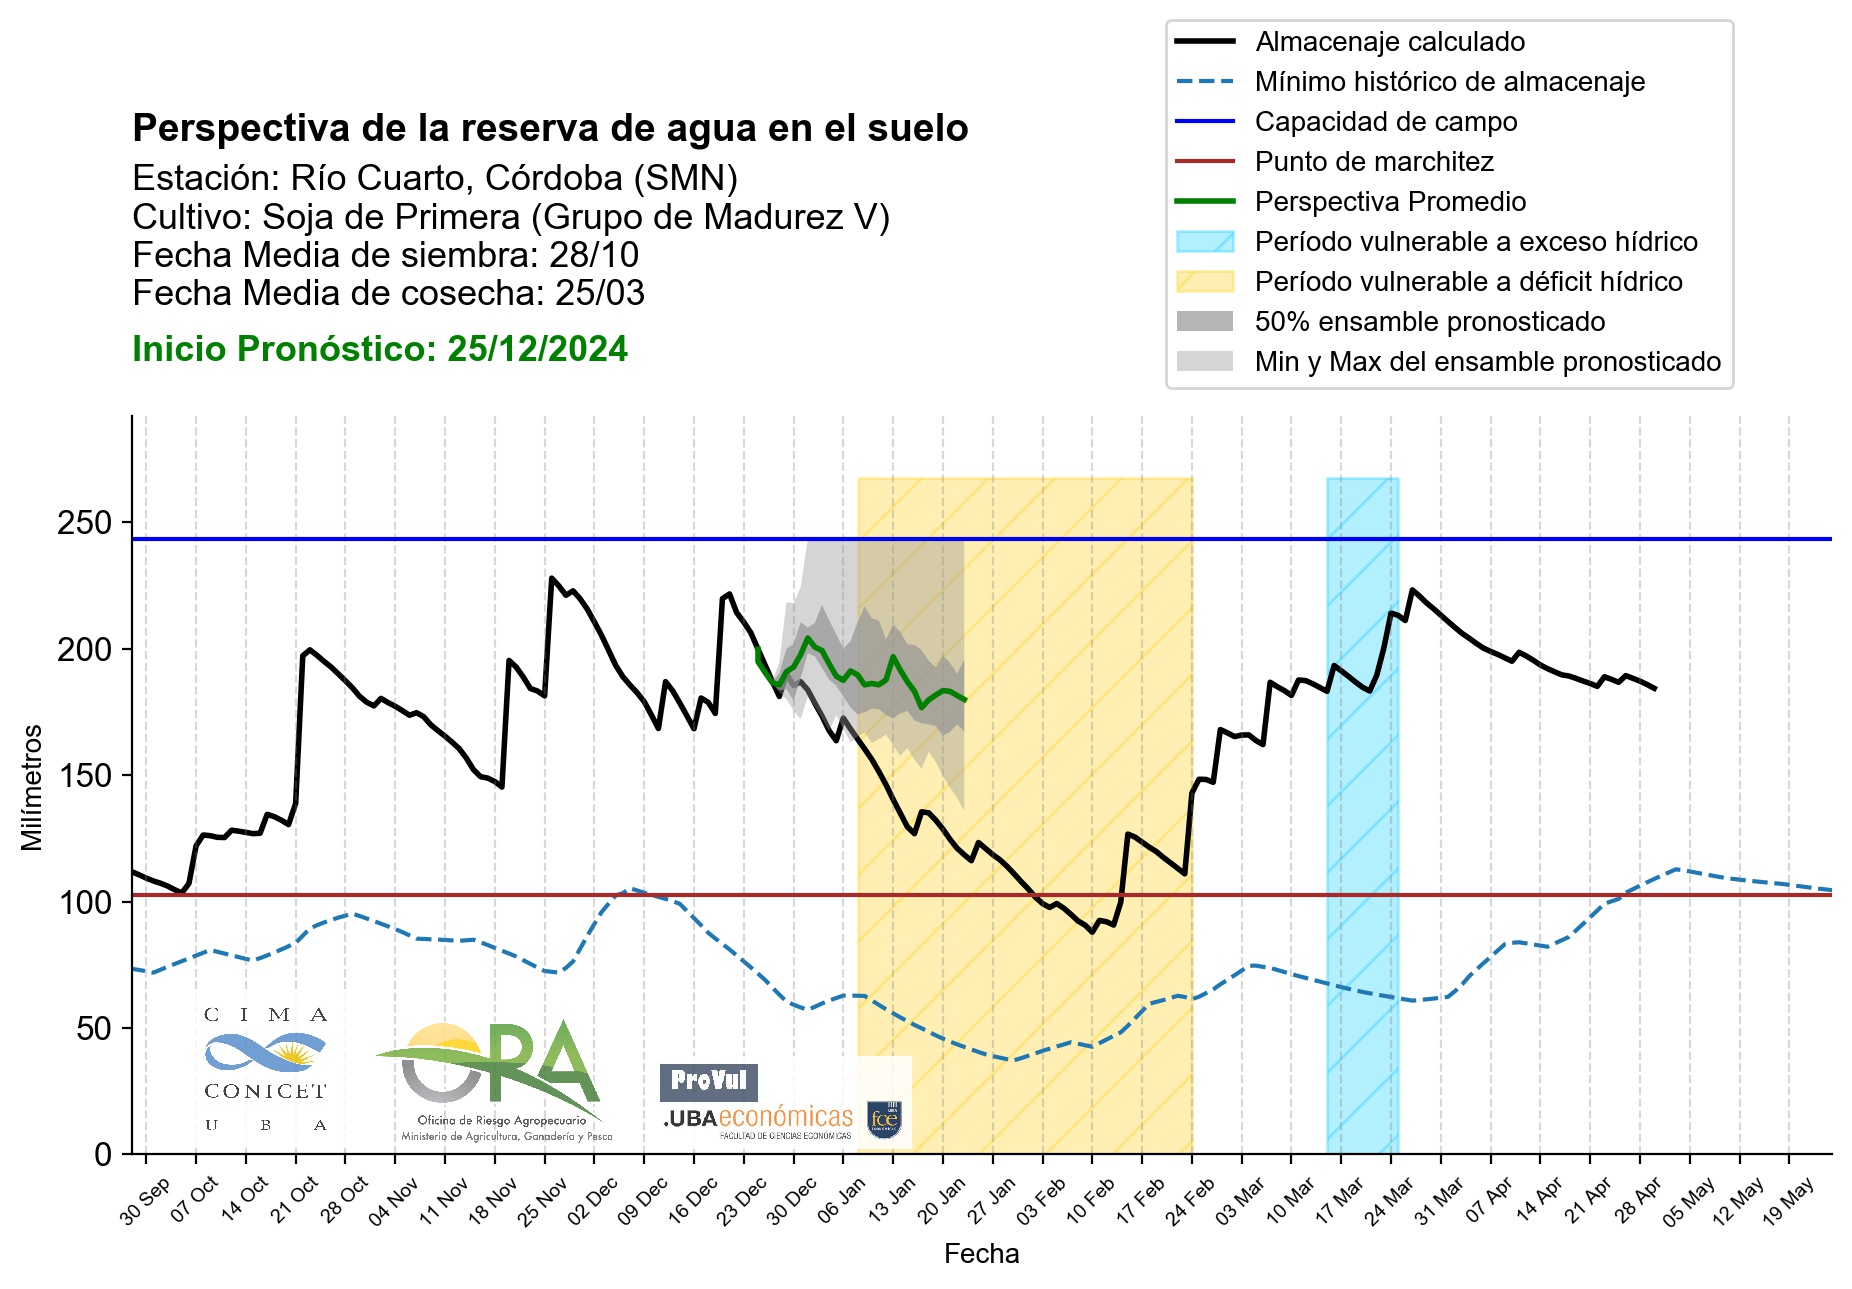 Almacenaje calculado
Mínimo histórico de almacenaje
Capacidad de campo
Punto de marchitez
Perspectiva Promedio
Período vulnerable a exceso hídrico
Período vulnerable a déficit hídrico
50% ensamble pronosticado
Min y Max del ensamble pronosticado
Perspectiva de la reserva de agua en el suelo
Estación: Río Cuarto, Córdoba (SMN)
Cultivo: Soja de Primera (Grupo de Madurez V)
Fecha Media de siembra: 28/10
Fecha Media de cosecha: 25/03
Inicio Pronóstico: 25/12/2024
Milímetros
250
200
150
100
50
0
CIMA
CONICET
UBA
ORA
Oficina de Riesgo Agropecuario
Ministerio de Agricultura, Ganadería y Pesca
ProVul
.UBAeconómicas
FACULTAD DE CIENCIAS ECONÓMICAS
fce
30 Sep
07 Oct
14 Oct
21 Oct
28 Oct
04 Nov
11 Nov
18 Nov
25 Nov
02 Dec
09 Dec
16 Dec
23 Dec
30 Dec
06 Jan
13 Jan
20 Jan
27 Jan
03 Feb
10 Feb
17 Feb
24 Feb
03 Mar
10 Mar
17 Mar
24 Mar
31 Mar
07 Apr
14 Apr
21 Apr
28 Apr
05 May
12 May
19 May
Fecha